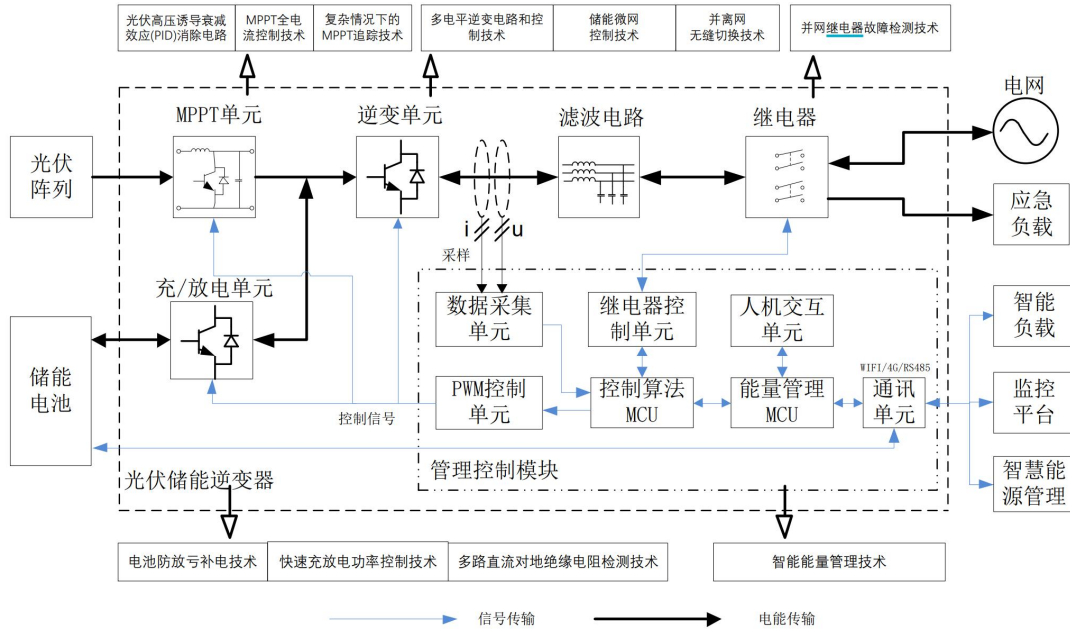 光伏高压诱导衰减
效应(PID)消除电路
MPPT全电
流控制技术
复杂情况下的
MPPT追踪技术
多电平逆变电路和控
制技术
储能微网
控制技术
并离网
无缝切换技术
并网继电器故障检测技术
MPPT单元
逆变单元
滤波电路
继电器
电网
光伏
阵列
应急
负载
i
u
采样
充/放电单元
数据采集
单元
继电器控
制单元
人机交互
单元
智能
负载
储能
电池
WIFI/4G/RS485
PWM控制
单元
控制算法
MCU
能量管理
MCU
通讯
单元
监控
平台
控制信号
管理控制模块
光伏储能逆变器
智慧能
源管理
电池防放亏补电技术
快速充放电功率控制技术
多路直流对地绝缘电阻检测技术
智能能量管理技术
信号传输
电能传输